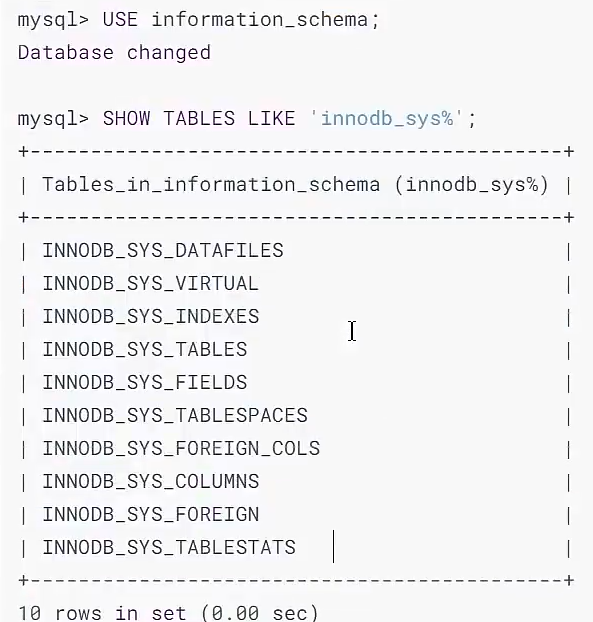 mysql> USE information_schema;
Database changed
mysql> SHOW TABLES LIKE 'innodb_sys%';
+--------------------------------------------+
| Tables_in_information_schema (innodb_sys%) |
+--------------------------------------------+
| INNODB_SYS_DATAFILES                       |
| INNODB_SYS_VIRTUAL                         |
| INNODB_SYS_INDEXES                         |
| INNODB_SYS_TABLES                          |
| INNODB_SYS_FIELDS                          |
| INNODB_SYS_TABLESPACES                     |
| INNODB_SYS_FOREIGN_COLS                    |
| INNODB_SYS_COLUMNS                         |
| INNODB_SYS_FOREIGN                         |
| INNODB_SYS_TABLESTATS                      |
+--------------------------------------------+
10 rows in set (0.00 sec)